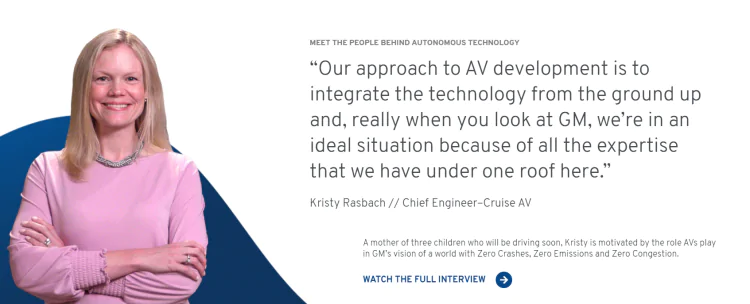 MEET THE PEOPLE BEHIND AUTONOMOUS TECHNOLOGY
“Our approach to AV development is to
integrate the technology from the ground up
and, really when you look at GM, we’re in an
ideal situation because of all the expertise
that we have under one roof here.”
Kristy Rasbach // Chief Engineer–Cruise AV
A mother of three children who will be driving soon, Kristy is motivated by the role AVs play
in GM’s vision of a world with Zero Crashes, Zero Emissions and Zero Congestion.
WATCH THE FULL INTERVIEW